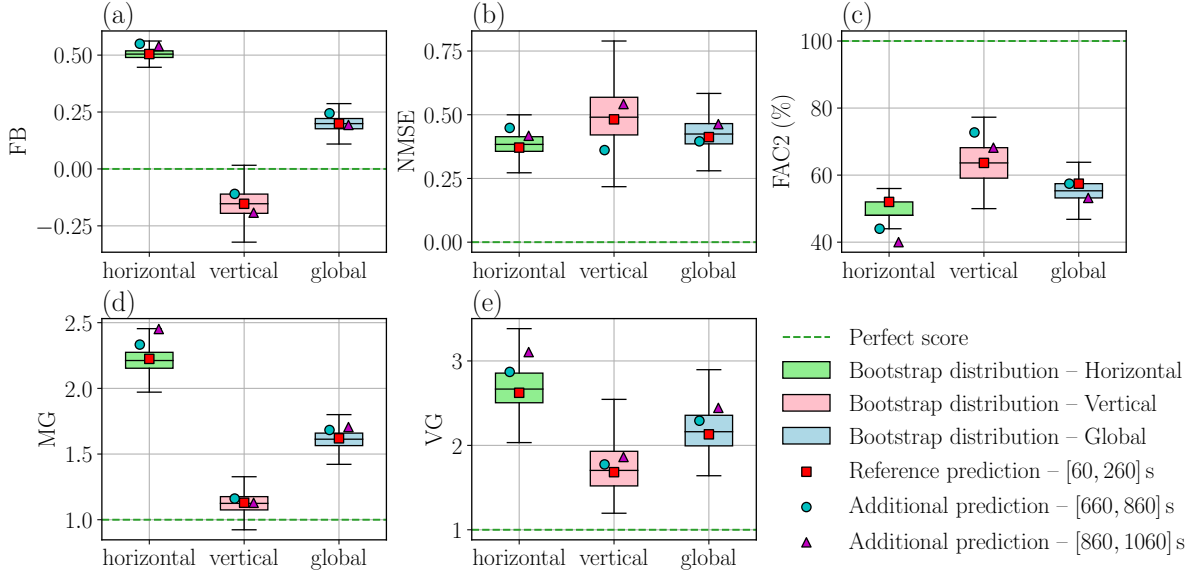 (a)
FB
0.50
0.25
0.00
−0.25
horizontal vertical global
(b)
NMSE
0.75
0.50
0.25
0.00
horizontal vertical global
(c)
FAC2 (%)
100
80
60
40
horizontal vertical global
(d)
MG
2.5
2.0
1.5
1.0
horizontal vertical global
(e)
VG
3
2
1
horizontal vertical global
Perfect score
Bootstrap distribution – Horizontal
Bootstrap distribution – Vertical
Bootstrap distribution – Global
Reference prediction – [60, 260] s
Additional prediction – [660, 860] s
Additional prediction – [860, 1060] s